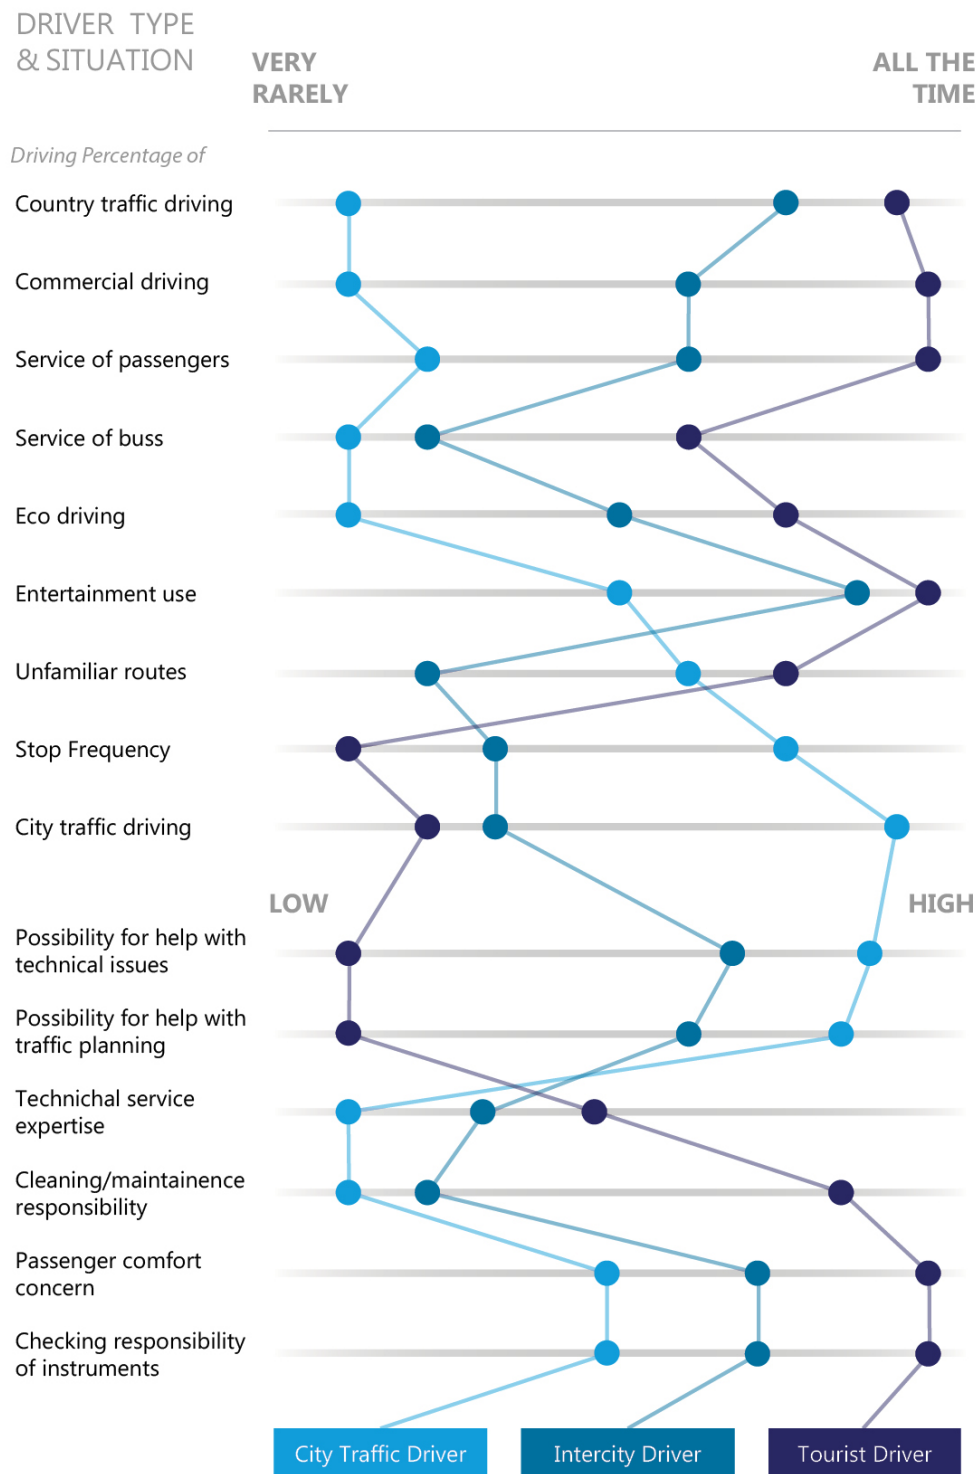 DRIVER TYPE
& SITUATION
VERY
RARELY
ALL THE
TIME
Driving Percentage of
Country traffic driving
Commercial driving
Service of passengers
Service of buss
Eco driving
Entertainment use
Unfamiliar routes
Stop Frequency
City traffic driving
LOW
HIGH
Possibility for help with
technical issues
Possibility for help with
traffic planning
Technichal service
expertise
Cleaning/maintainence
responsibility
Passenger comfort
concern
Checking responsibility
of instruments
City Traffic Driver
Intercity Driver
Tourist Driver